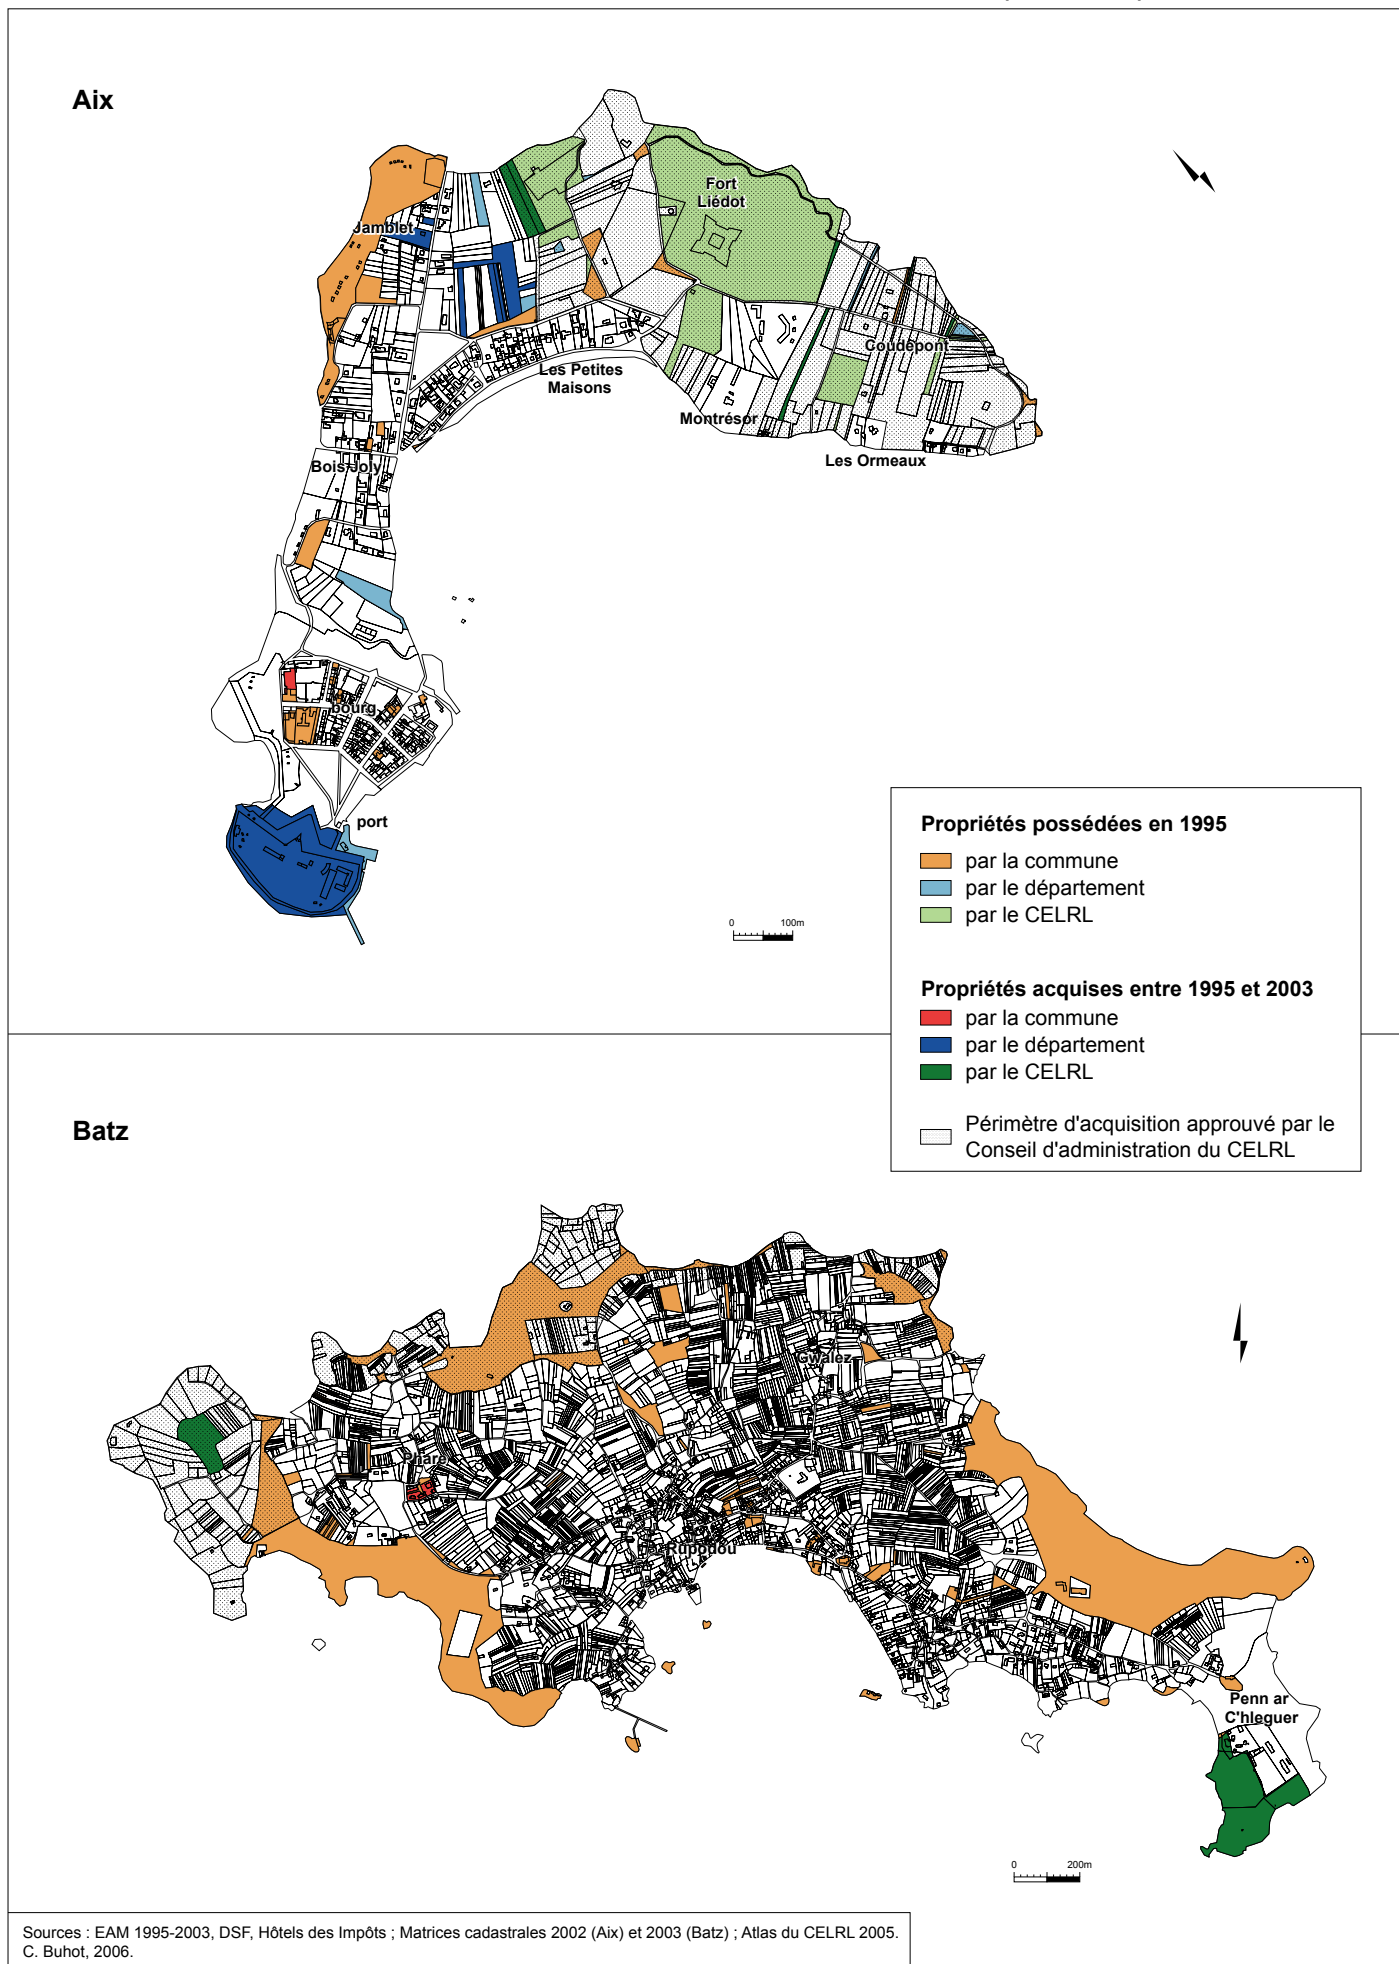 Aix
Fort
Liédot
Jamblet
Coudepont
Les Petites
Maisons
Montrésor
Les Ormeaux
Bois Joly
bourg
port
0 100m
Propriétés possédées en 1995
par la commune
par le département
par le CELRL
Propriétés acquises entre 1995 et 2003
par la commune
par le département
par le CELRL
Périmètre d'acquisition approuvé par le
Conseil d'administration du CELRL
Batz
Gwalez
Phare
Rupodou
Penn ar
C'hleguer
0 200m
Sources : EAM 1995-2003, DSF, Hôtels des Impôts ; Matrices cadastrales 2002 (Aix) et 2003 (Batz) ; Atlas du CELRL 2005.
C. Buhot, 2006.